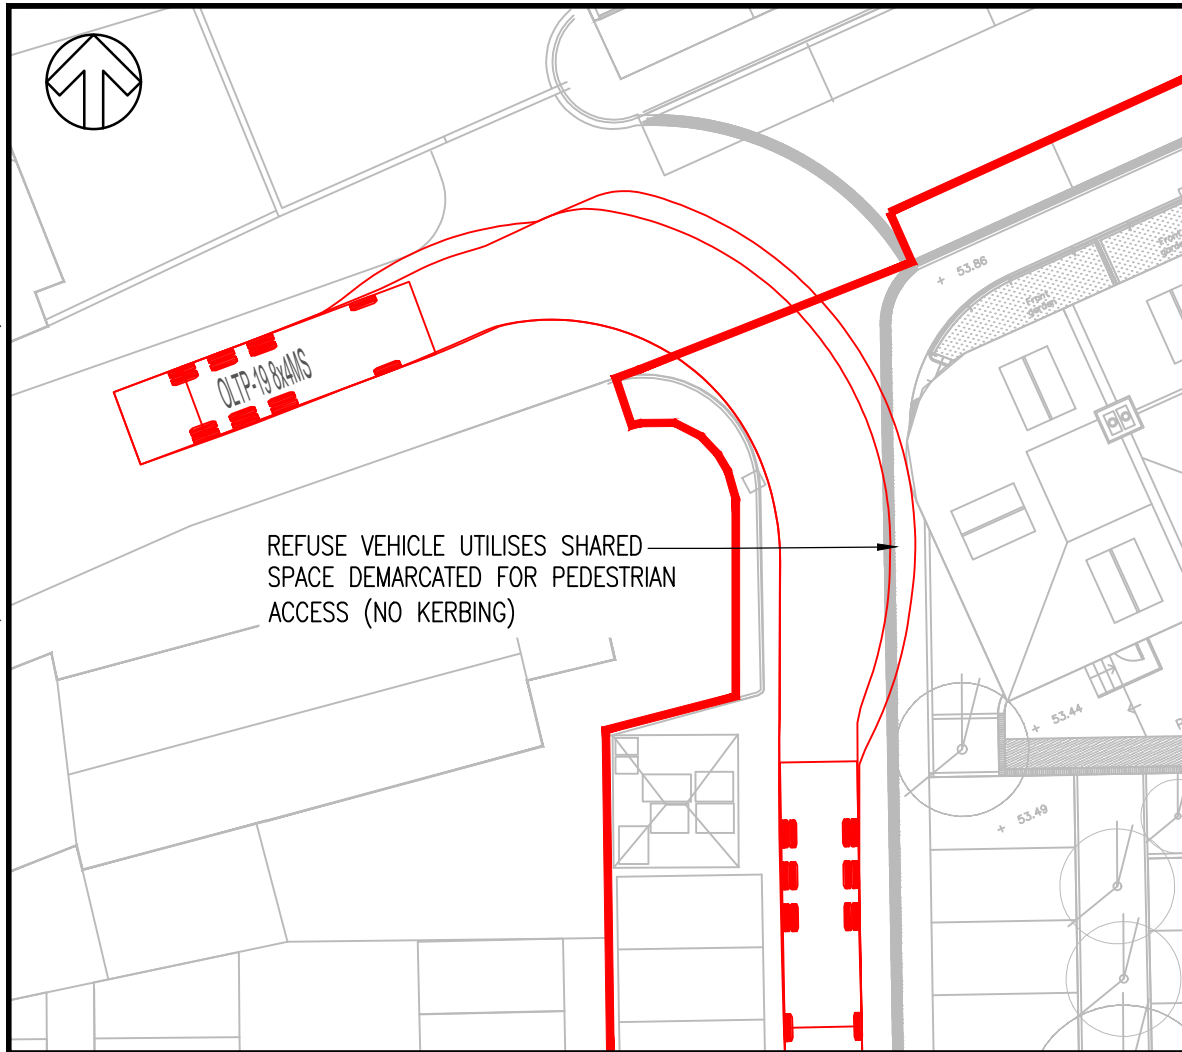 53.86
Front
garden
Front
OLTP-19 8x4MS
REFUSE VEHICLE UTILISES SHARED
SPACE DEMARCATED FOR PEDESTRIAN
ACCESS (NO KERBING)
53.44
53.49